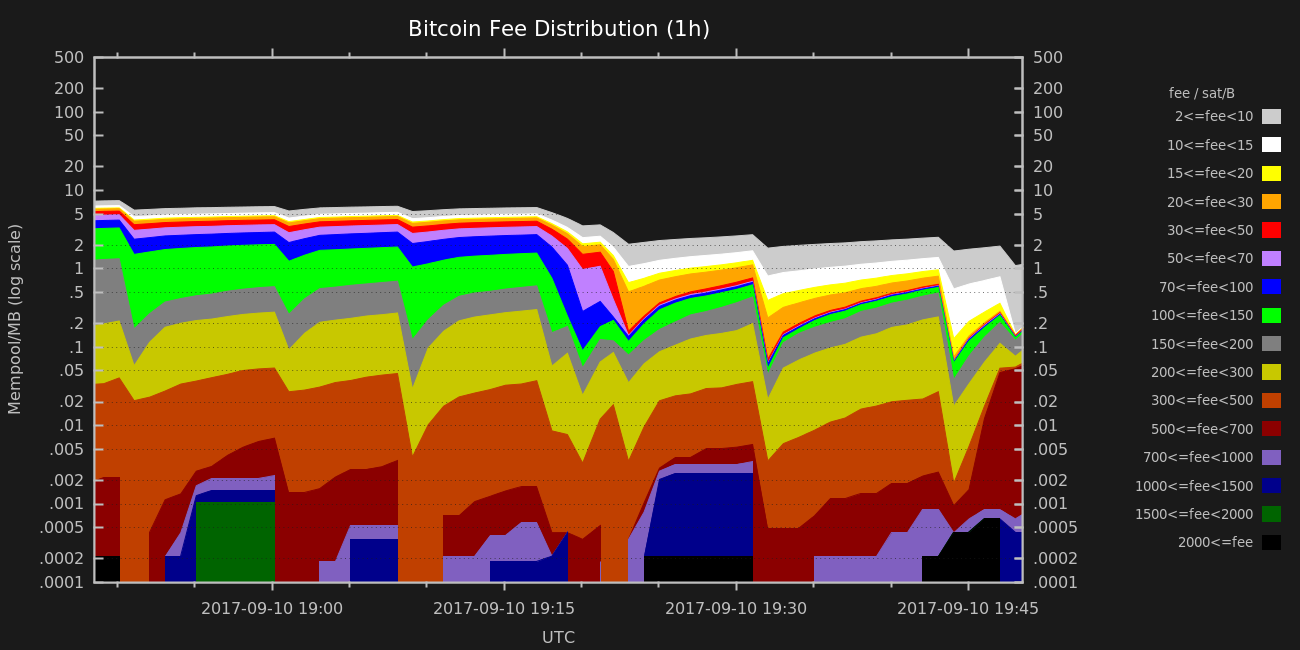 Bitcoin Fee Distribution (1h)
500 500
200 200
100 100
50 50
20 20
10 10
5 5
2 2
1 1
.5 .5
.2 .2
.1 .1
.05 .05
.02 .02
.01 .01
.005 .005
.002 .002
.001 .001
.0005 .0005
.0002 .0002
.0001 .0001
Mempool/MB (log scale)
2017-09-10 19:00 2017-09-10 19:15 2017-09-10 19:30 2017-09-10 19:45
UTC
fee / sat/B
2<=fee<10
10<=fee<15
15<=fee<20
20<=fee<30
30<=fee<50
50<=fee<70
70<=fee<100
100<=fee<150
150<=fee<200
200<=fee<300
300<=fee<500
500<=fee<700
700<=fee<1000
1000<=fee<1500
1500<=fee<2000
2000<=fee